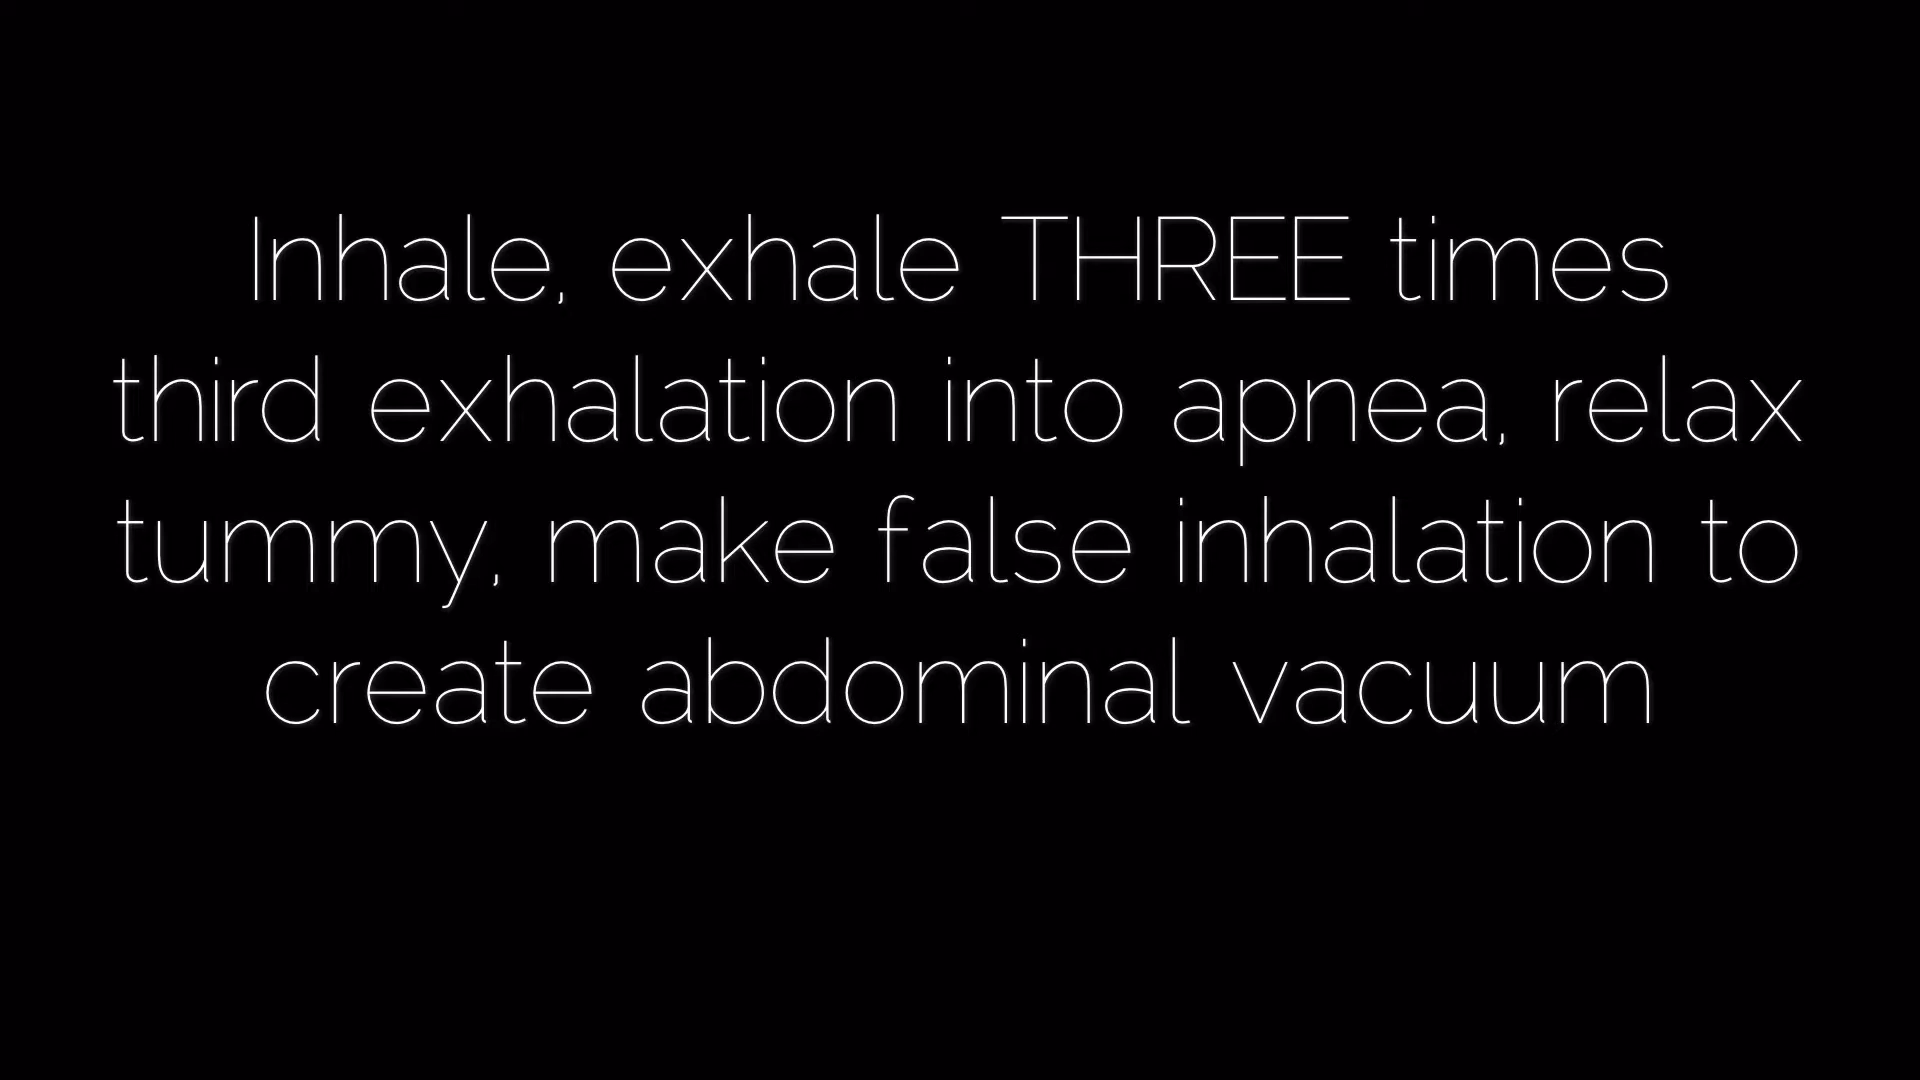 Inhale, exhale THREE times
third exhalation into apnea, relax
tummy, make false inhalation to
create abdominal vacuum